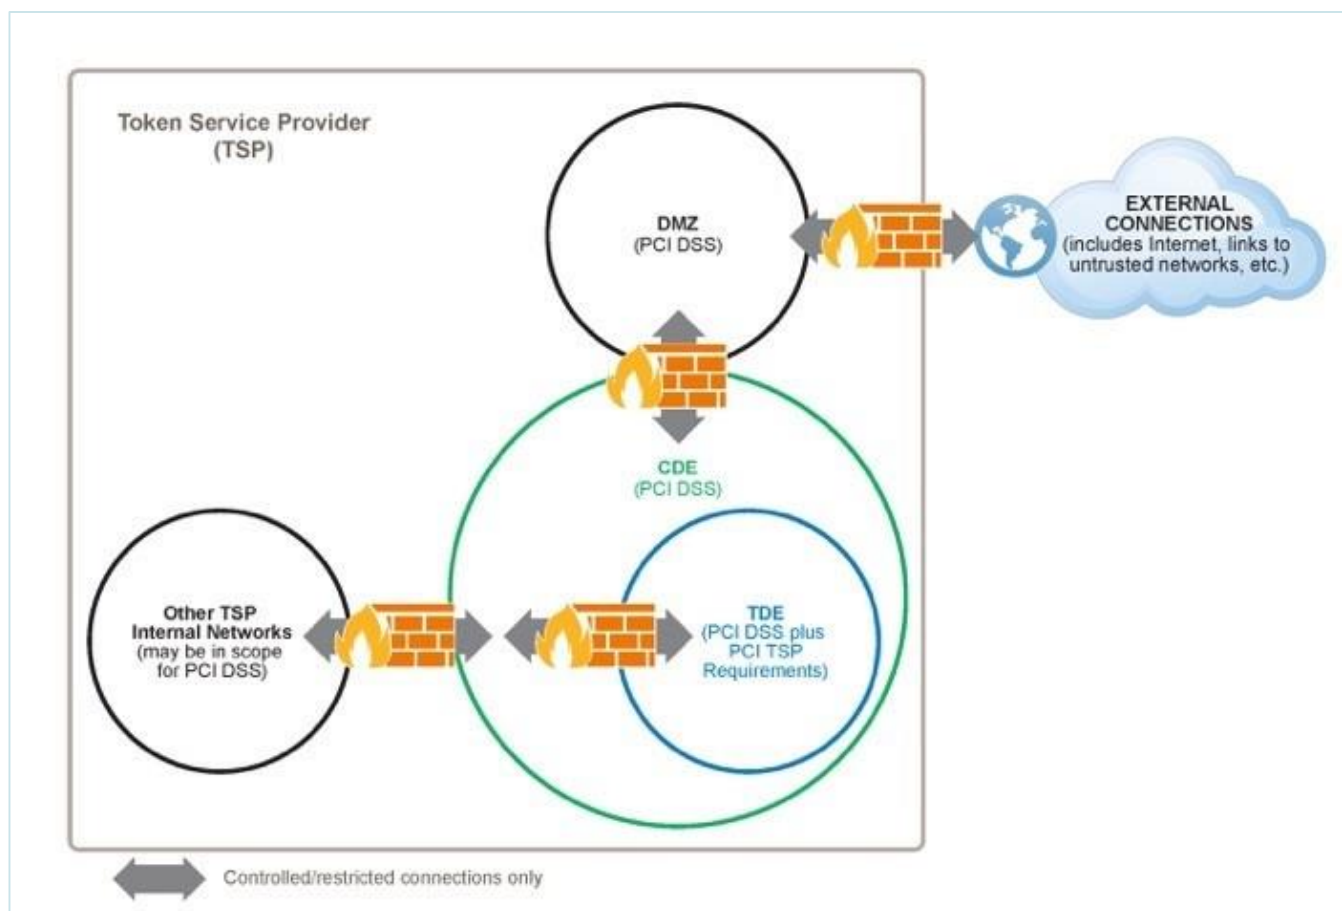 Token Service Provider
(TSP)
DMZ
(PCI DSS)
EXTERNAL
CONNECTIONS
(includes Internet, links to
untrusted networks, etc.)
CDE
(PCI DSS)
Other TSP
Internal Networks
(may be in scope
for PCI DSS)
TDE
(PCI DSS plus
PCI TSP
Requirements)
Controlled/restricted connections only